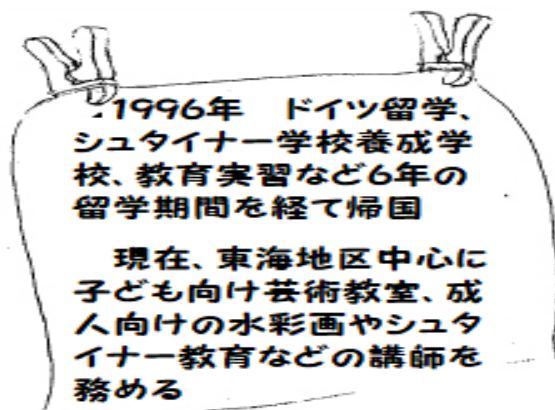 1996年　ドイツ留学、
シュタイナー学校養成学
校、教育実習など6年の
留学期間を経て帰国
現在、東海地区中心に
子ども向け芸術教室、成
人向けの水彩画やシュタ
イナー教育などの講師を
務める